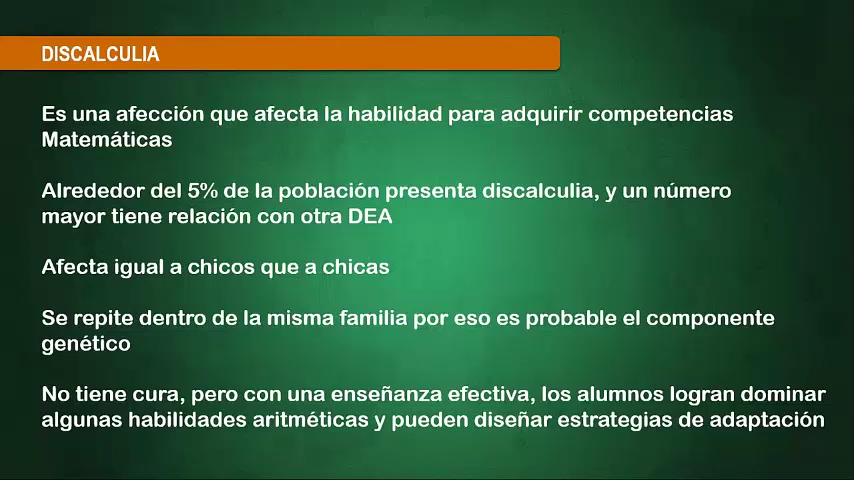 DISCALCULIA
Es una afección que afecta la habilidad para adquirir competencias
Matemáticas
Alrededor del 5% de la población presenta discalculia, y un número
mayor tiene relación con otra DEA
Afecta igual a chicos que a chicas
Se repite dentro de la misma familia por eso es probable el componente
genético
No tiene cura, pero con una enseñanza efectiva, los alumnos logran dominar
algunas habilidades aritméticas y pueden diseñar estrategias de adaptación